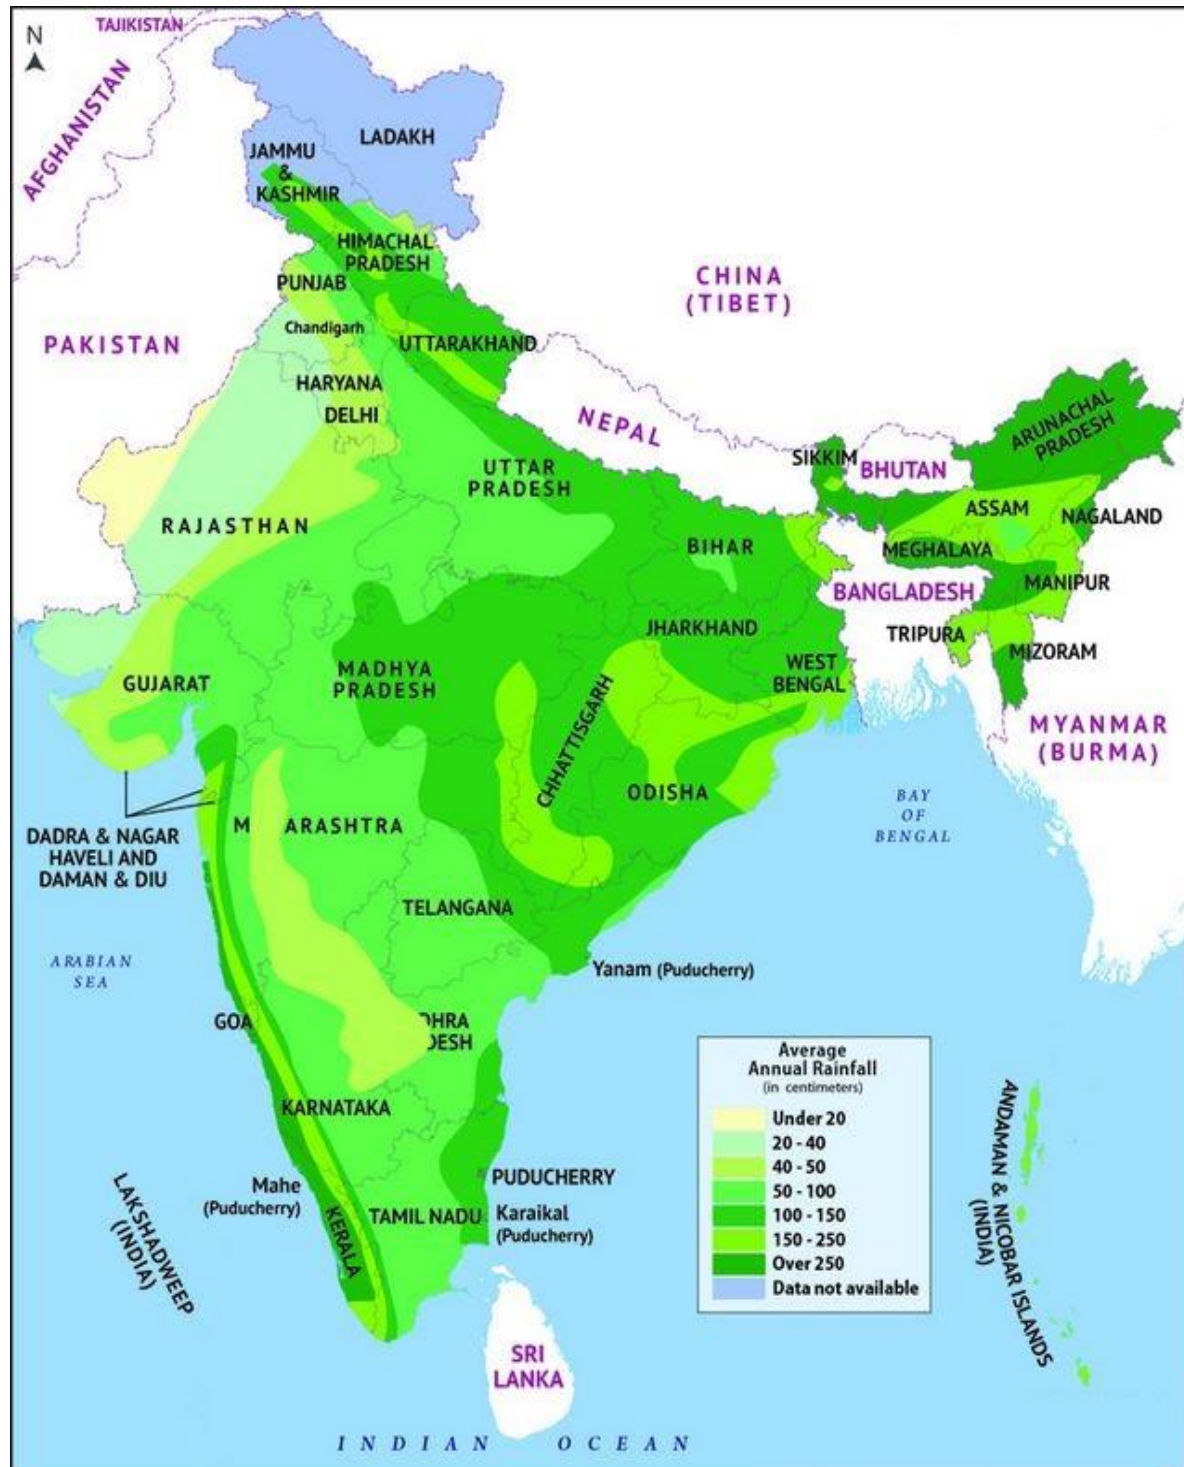 N
TAJIKISTAN
AFGHANISTAN
LADAKH
JAMMU
&
KASHMIR
HIMACHAL
PRADESH
PUNJAB
Chandigarh
CHINA
(TIBET)
PAKISTAN
UTTARAKHAND
HARYANA
DELHI
NEPAL
ARUNACHAL
PRADESH
SIKKIM
BHUTAN
UTTAR
PRADESH
RAJASTHAN
ASSAM
NAGALAND
BIHAR
MEGHALAYA
MANIPUR
BANGLADESH
JHARKHAND
TRIPURA
MIZORAM
GUJARAT
MADHYA
PRADESH
WEST
BENGAL
CHHATTISGARH
MYANMAR
(BURMA)
ODISHA
BAY
OF
BENGAL
M ARASHTRA
DADRA & NAGAR
HAVELI AND
DAMAN & DIU
TELANGANA
ARABIAN
SEA
Yanam (Puducherry)
GOA
DHRA
DESH
KARNATAKA
Average
Annual Rainfall
(in centimeters)
Under 20
20 - 40
40 - 50
50 - 100
100 - 150
150 - 250
Over 250
Data not available
ANDAMAN & NICOBAR ISLANDS
(INDIA)
PUDUCHERRY
Mahe
(Puducherry)
LAKSHADWEEP
(INDIA)
KERALA
TAMIL NADU
Karaikal
(Puducherry)
SRI
LANKA
INDIAN OCEAN